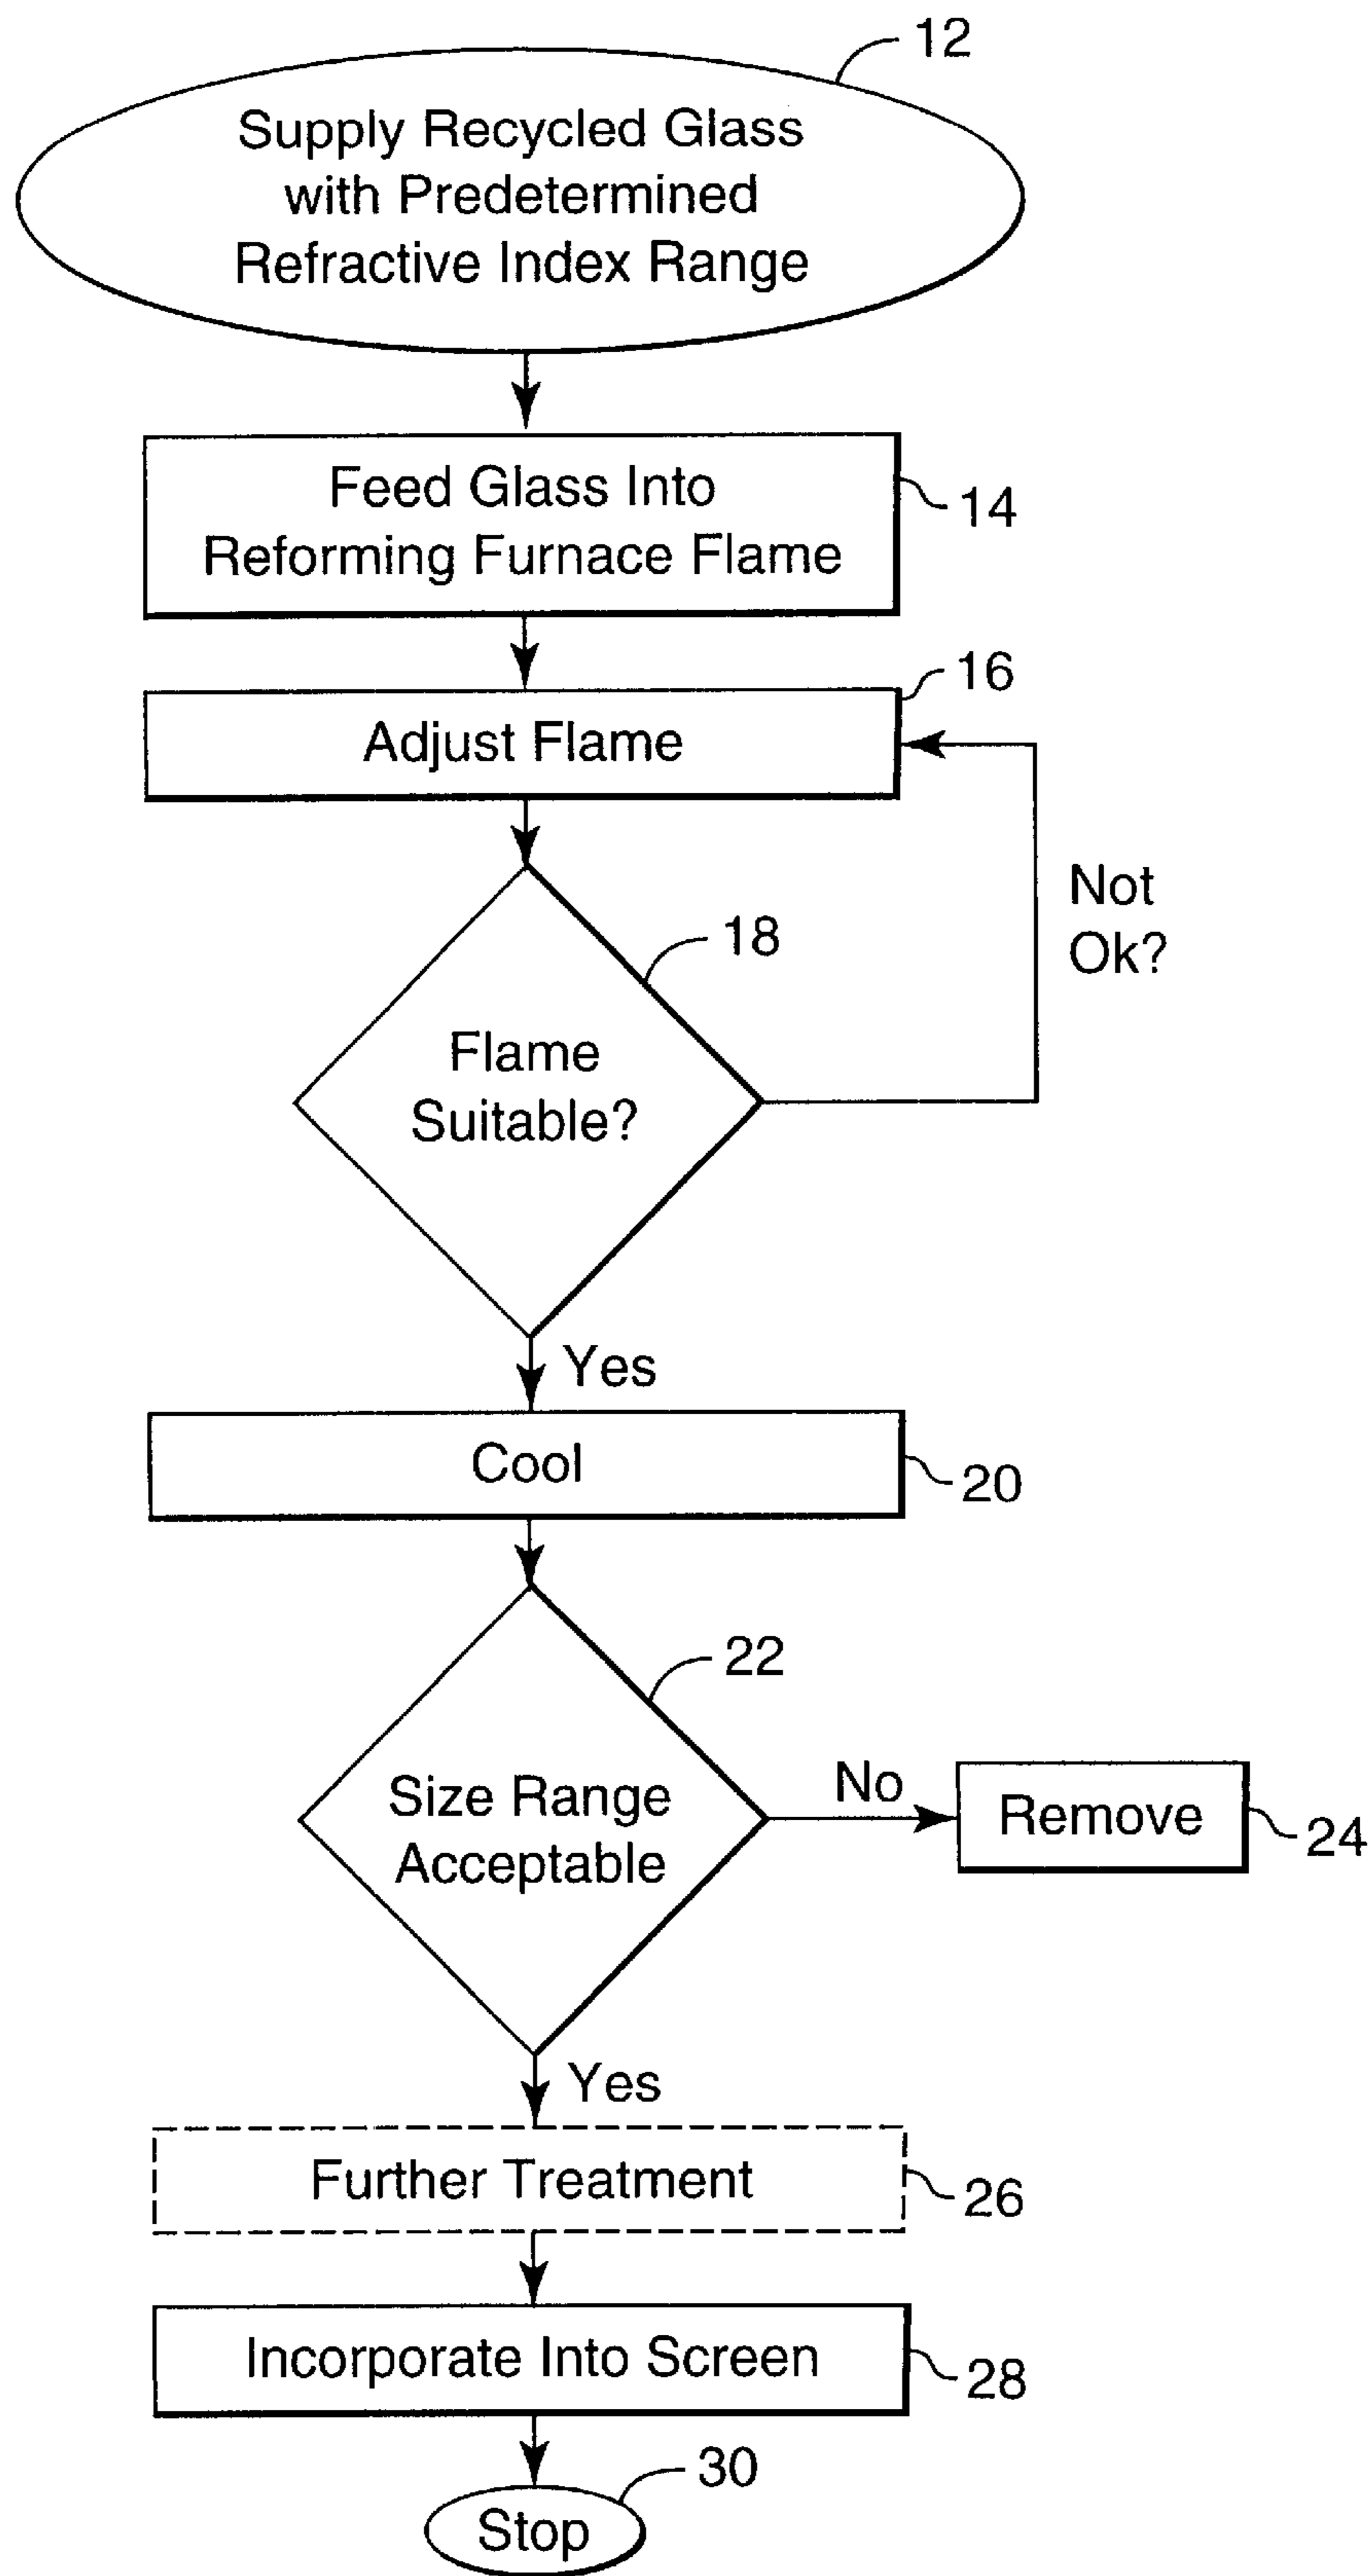 12
Supply Recycled Glass
with Predetermined
Refractive Index Range
Feed Glass Into
Reforming Furnace Flame
14
16
Adjust Flame
Not
Ok?
18
Flame
Suitable?
Yes
Cool
20
22
Size Range
Acceptable
No
Remove
24
Yes
Further Treatment
26
Incorporate Into Screen
28
30
Stop